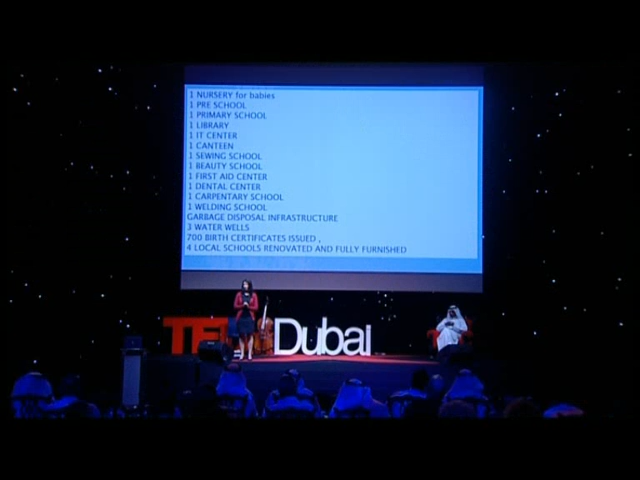 1 NURSERY for babies
1 PRE SCHOOL
1 PRIMARY SCHOOL
1 LIBRARY
1 IT CENTER
1 CANTEEN
1 SEWING SCHOOL
1 BEAUTY SCHOOL
1 FIRST AID CENTER
1 DENTAL CENTER
1 CARPENTARY SCHOOL
1 WELDING SCHOOL
GARBAGE DISPOSAL INFRASTRUCTURE
3 WATER WELLS
700 BIRTH CERTIFICATES ISSUED ,
4 LOCAL SCHOOLS RENOVATED AND FULLY FURNISHED
Dubai